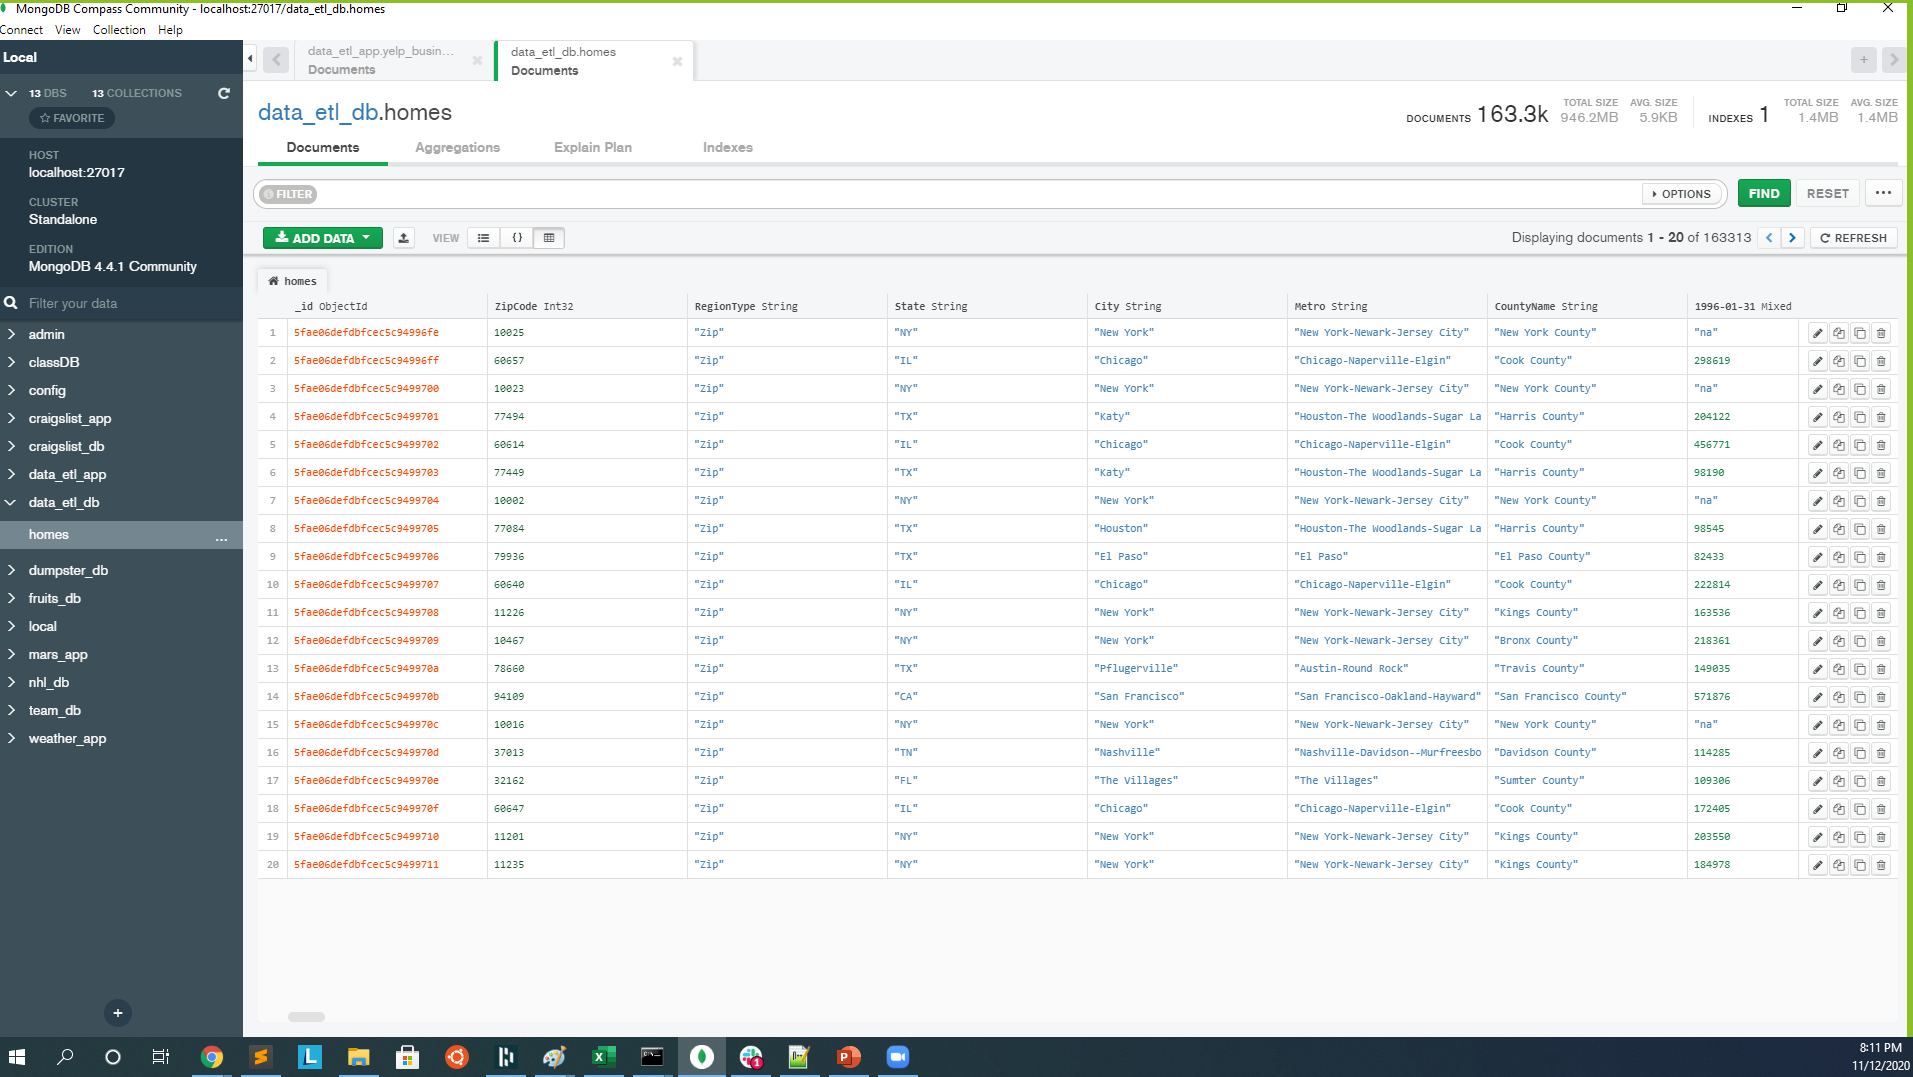 MongoDB Compass Community - localhost:27017/data_etl_db.homes
Connect View Collection Help
Local
13 DBS 13 COLLECTIONS
FAVORITE
HOST
localhost:27017
CLUSTER
Standalone
EDITION
MongoDB 4.4.1 Community
Filter your data
admin
classDB
config
craigslist_app
craigslist_db
data_etl_app
data_etl_db
homes ...
dumpster_db
fruits_db
local
mars_app
nhl_db
team_db
weather_app
+
data_etl_app.yelp_busin...
Documents
data_etl_db.homes
Documents
data_etl_db.homes
DOCUMENTS 163.3k TOTAL SIZE 946.2MB AVG. SIZE 5.9KB INDEXES 1 TOTAL SIZE 1.4MB AVG. SIZE 1.4MB
Documents Aggregations Explain Plan Indexes
FILTER OPTIONS FIND RESET ...
ADD DATA VIEW {} Displaying documents 1 - 20 of 163313 REFRESH
homes
_id ObjectId ZipCode Int32 RegionType String State String City String Metro String CountyName String 1996-01-31 Mixed
1 5fae06defdbfcec5c94996fe 10025 "Zip" "NY" "New York" "New York-Newark-Jersey City" "New York County" "na"
2 5fae06defdbfcec5c94996ff 60657 "Zip" "IL" "Chicago" "Chicago-Naperville-Elgin" "Cook County" 298619
3 5fae06defdbfcec5c9499700 10023 "Zip" "NY" "New York" "New York-Newark-Jersey City" "New York County" "na"
4 5fae06defdbfcec5c9499701 77494 "Zip" "TX" "Katy" "Houston-The Woodlands-Sugar La "Harris County" 204122
5 5fae06defdbfcec5c9499702 60614 "Zip" "IL" "Chicago" "Chicago-Naperville-Elgin" "Cook County" 456771
6 5fae06defdbfcec5c9499703 77449 "Zip" "TX" "Katy" "Houston-The Woodlands-Sugar La "Harris County" 98190
7 5fae06defdbfcec5c9499704 10002 "Zip" "NY" "New York" "New York-Newark-Jersey City" "New York County" "na"
8 5fae06defdbfcec5c9499705 77084 "Zip" "TX" "Houston" "Houston-The Woodlands-Sugar La "Harris County" 98545
9 5fae06defdbfcec5c9499706 79936 "Zip" "TX" "El Paso" "El Paso" "El Paso County" 82433
10 5fae06defdbfcec5c9499707 60640 "Zip" "IL" "Chicago" "Chicago-Naperville-Elgin" "Cook County" 222814
11 5fae06defdbfcec5c9499708 11226 "Zip" "NY" "New York" "New York-Newark-Jersey City" "Kings County" 163536
12 5fae06defdbfcec5c9499709 10467 "Zip" "NY" "New York" "New York-Newark-Jersey City" "Bronx County" 218361
13 5fae06defdbfcec5c949970a 78660 "Zip" "TX" "Pflugerville" "Austin-Round Rock" "Travis County" 149035
14 5fae06defdbfcec5c949970b 94109 "Zip" "CA" "San Francisco" "San Francisco-Oakland-Hayward" "San Francisco County" 571876
15 5fae06defdbfcec5c949970c 10016 "Zip" "NY" "New York" "New York-Newark-Jersey City" "New York County" "na"
16 5fae06defdbfcec5c949970d 37013 "Zip" "TN" "Nashville" "Nashville-Davidson--Murfreesbo "Davidson County" 114285
17 5fae06defdbfcec5c949970e 32162 "Zip" "FL" "The Villages" "The Villages" "Sumter County" 109306
18 5fae06defdbfcec5c949970f 60647 "Zip" "IL" "Chicago" "Chicago-Naperville-Elgin" "Cook County" 172405
19 5fae06defdbfcec5c9499710 11201 "Zip" "NY" "New York" "New York-Newark-Jersey City" "Kings County" 203550
20 5fae06defdbfcec5c9499711 11235 "Zip" "NY" "New York" "New York-Newark-Jersey City" "Kings County" 184978
8:11 PM
11/12/2020